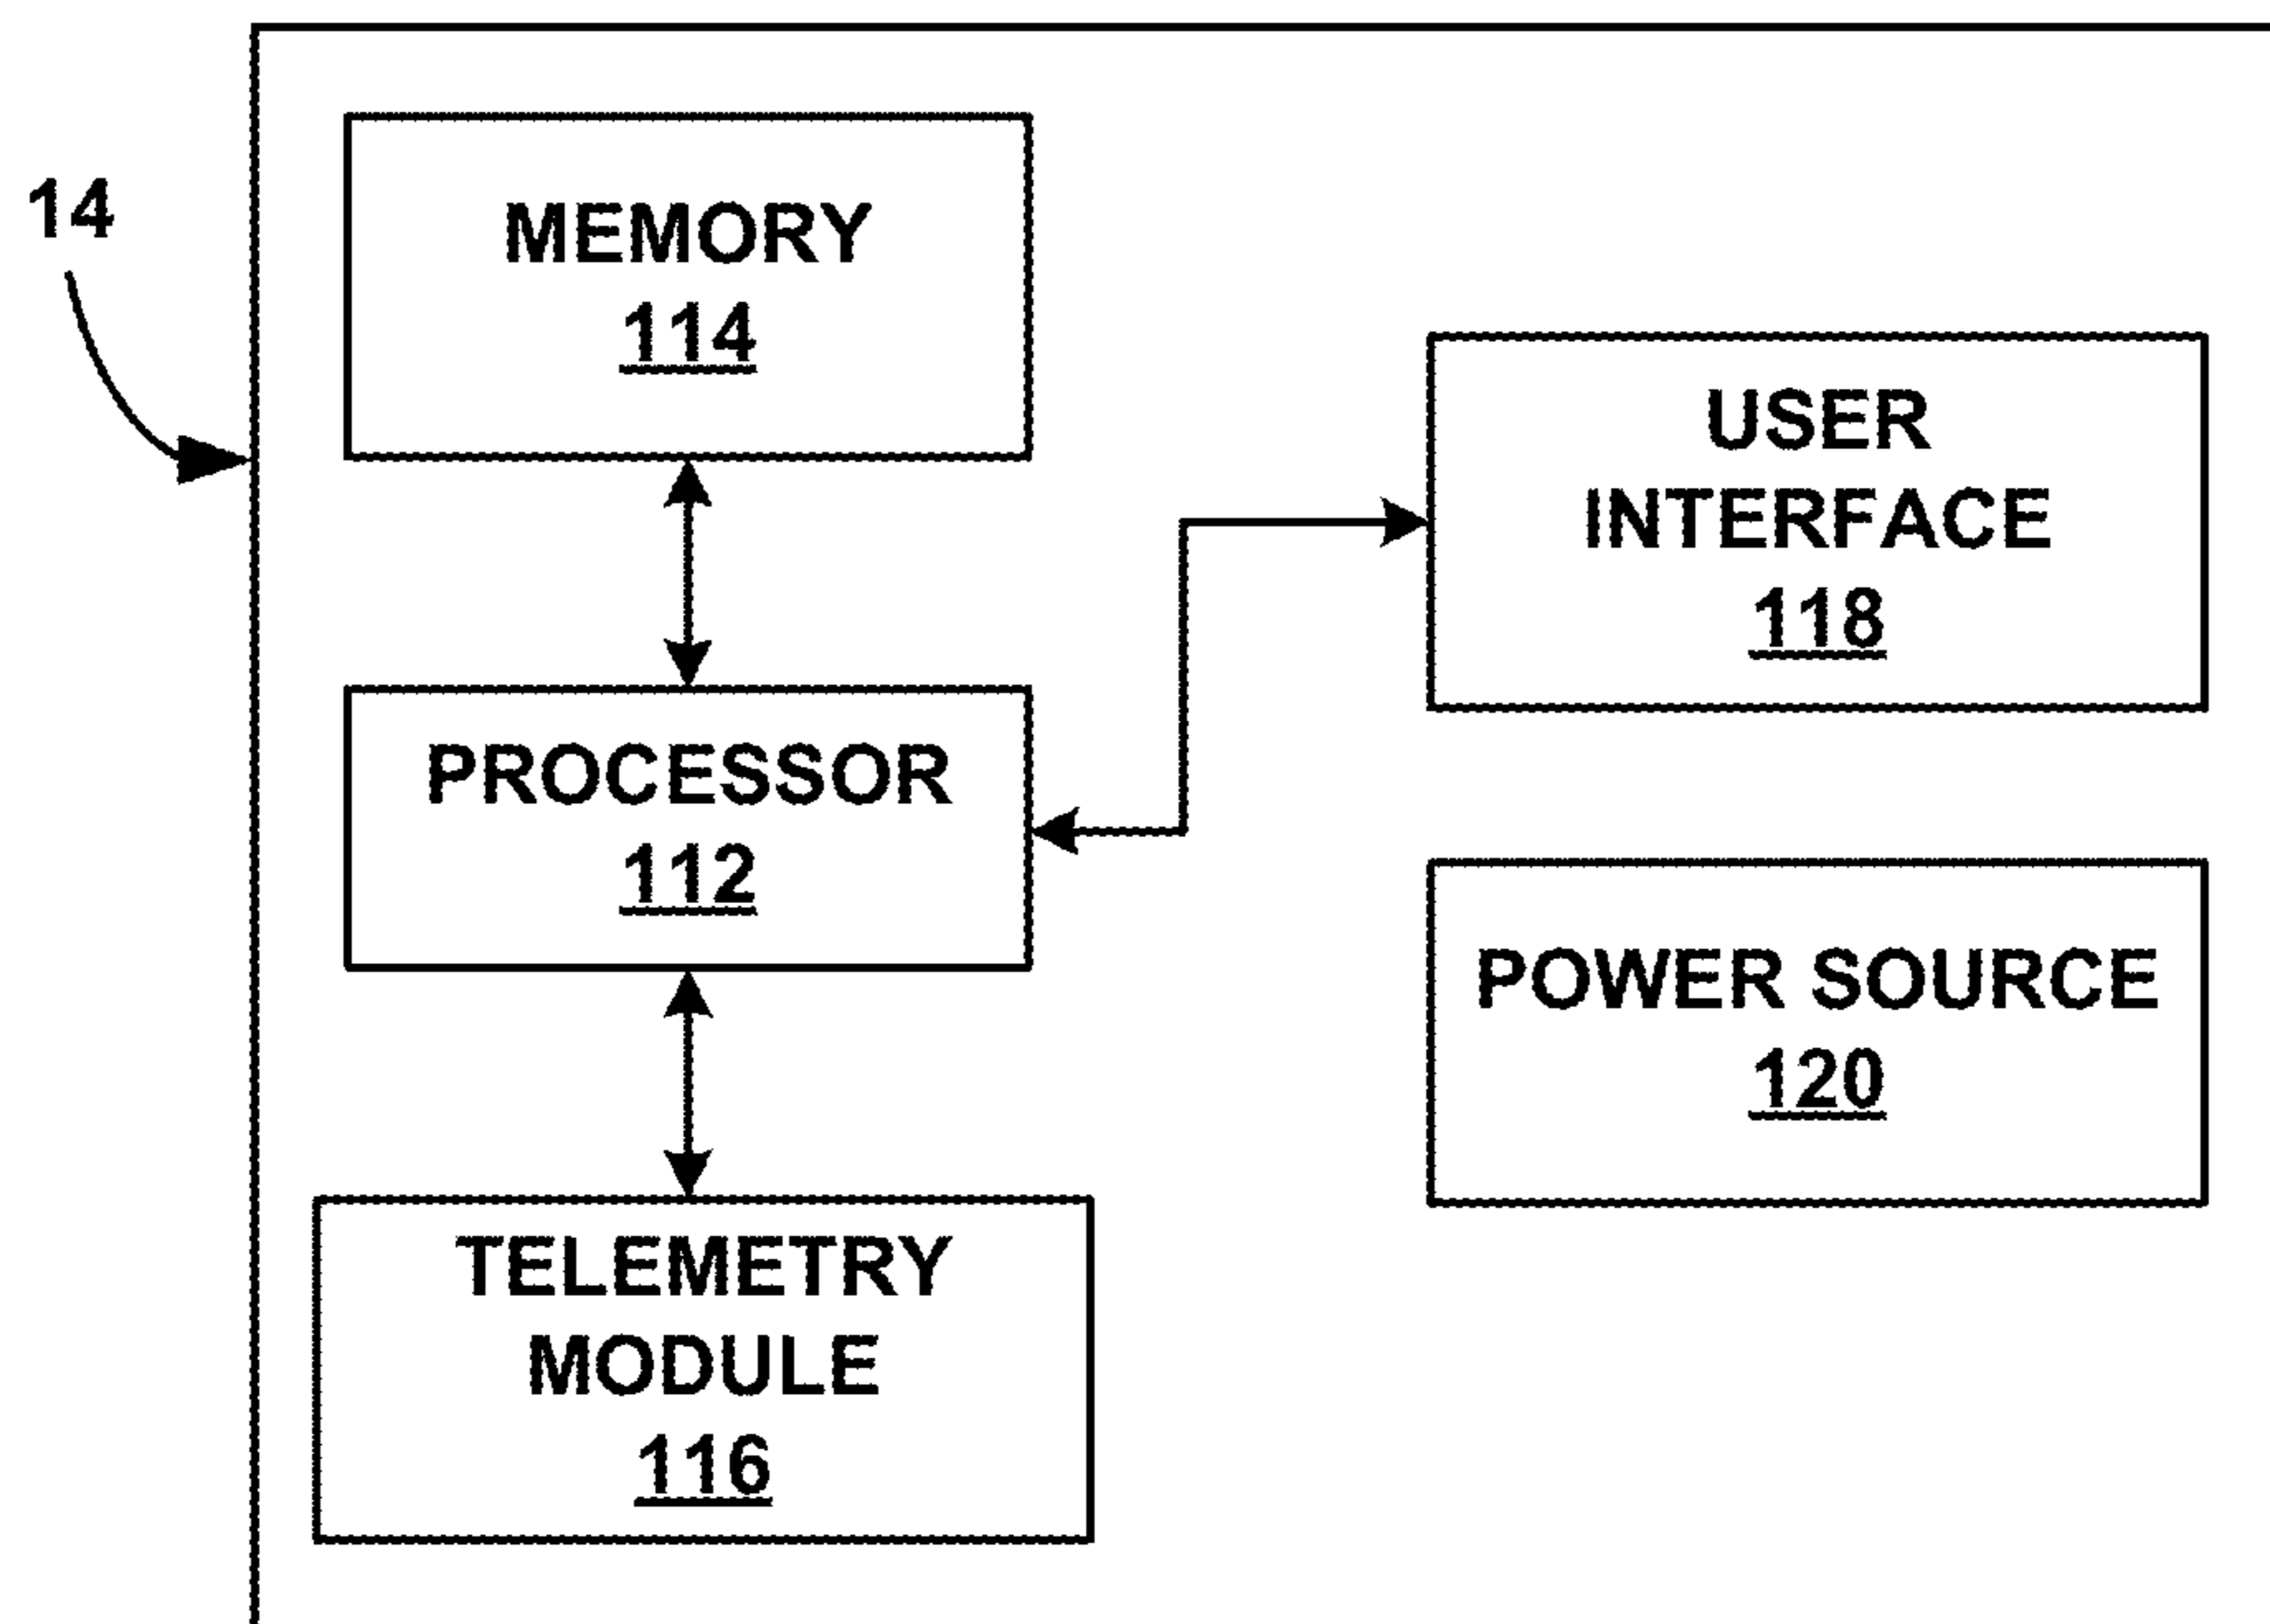 14
MEMORY
114
USER
INTERFACE
118
PROCESSOR
112
POWER SOURCE
120
TELEMETRY
MODULE
116